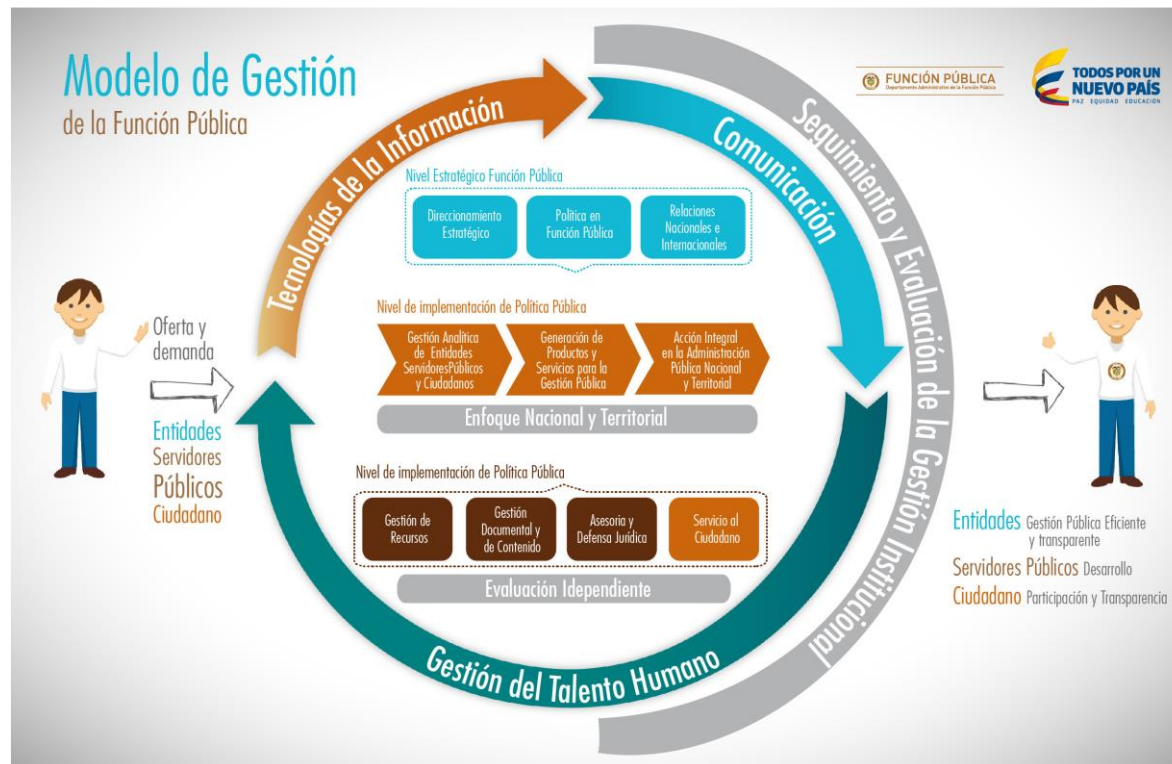 Modelo de Gestión
de la Función Pública
FUNCIÓN PÚBLICA
Departamento Administrativo de la Función Pública
TODOS POR UN
NUEVO PAÍS
PAZ EQUIDAD EDUCACIÓN
Tecnologías de la Información
Comunicación
Seguimiento y Evaluación de la Gestión Institucional
Nivel Estratégico Función Pública
Direccionamiento
Estratégico
Política en
Función Pública
Relaciones
Nacionales e
Internacionales
Oferta y
demanda
Entidades
Servidores
Públicos
Ciudadano
Nivel de implementación de Política Pública
Gestión Analítica
de Entidades
ServidoresPúblicos
y Ciudadanos
Generación de
Productos y
Servicios para la
Gestión Pública
Acción Integral
en la Administración
Pública Nacional
y Territorial
Enfoque Nacional y Territorial
Nivel de implementación de Política Pública
Gestión de
Recursos
Gestión
Documental y
de Contenido
Asesoria y
Defensa Jurídica
Servicio al
Ciudadano
Evaluación Idependiente
Gestión del Talento Humano
Entidades Gestión Pública Eficiente
y transparente
Servidores Públicos Desarrollo
Ciudadano Participación y Transparencia